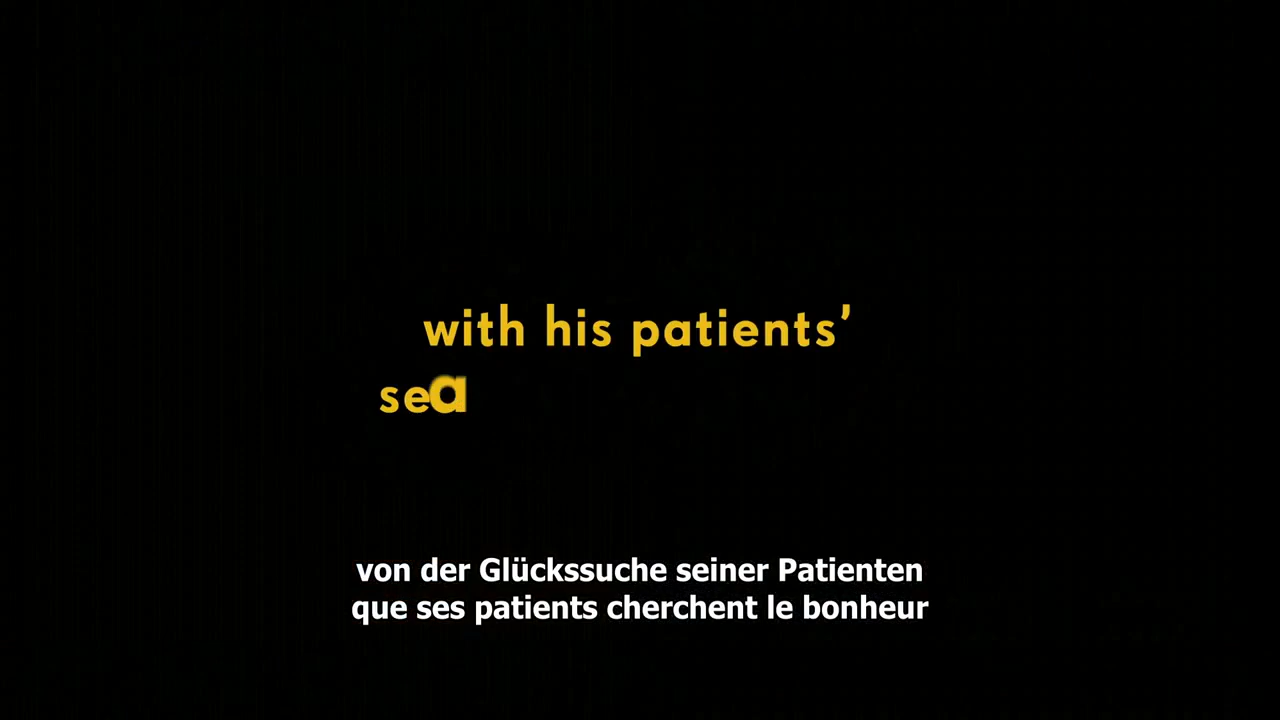 with his patients’
sea
von der Glückssuche seiner Patienten
que ses patients cherchent le bonheur